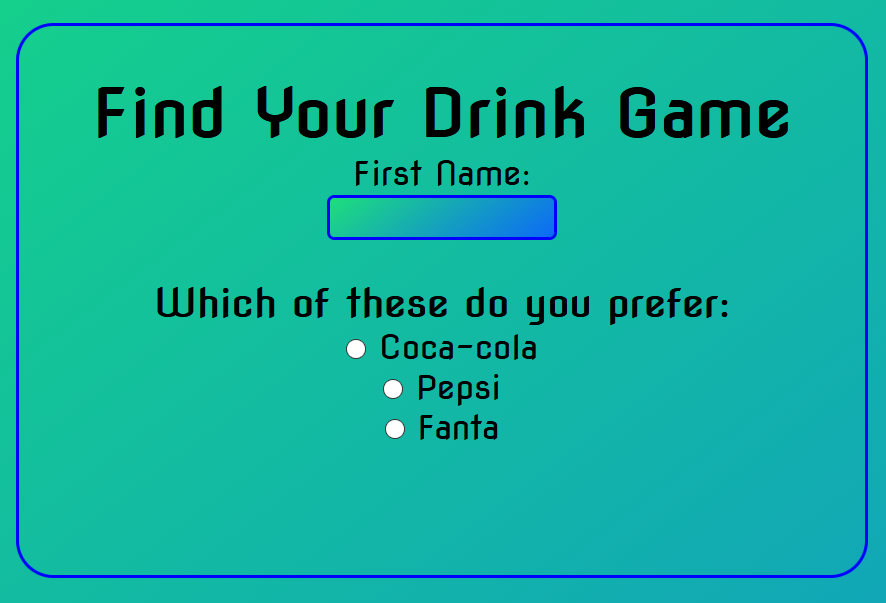 Find Your Drink Game
First Name:
Which of these do you prefer:
Coca-cola
Pepsi
Fanta